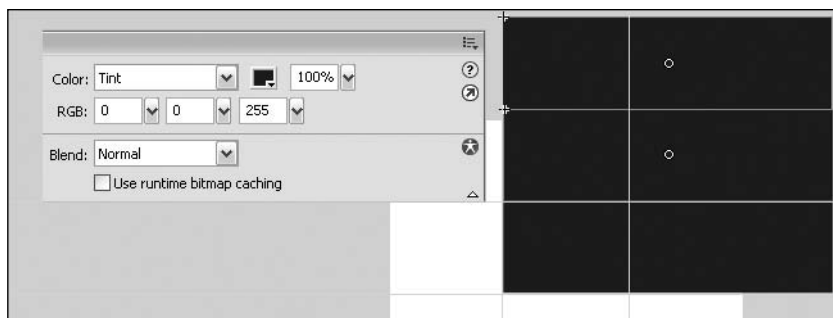 Color: Tint 100%
RGB: 0 0 255
Blend: Normal
Use runtime bitmap caching